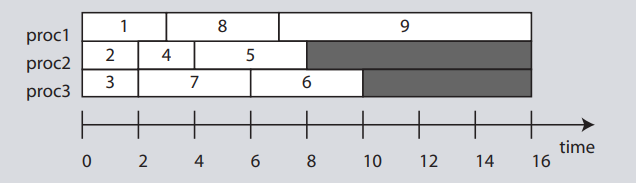 proc1 1 8 9
proc2 2 4 5
proc3 3 7 6
time
0 2 4 6 8 10 12 14 16